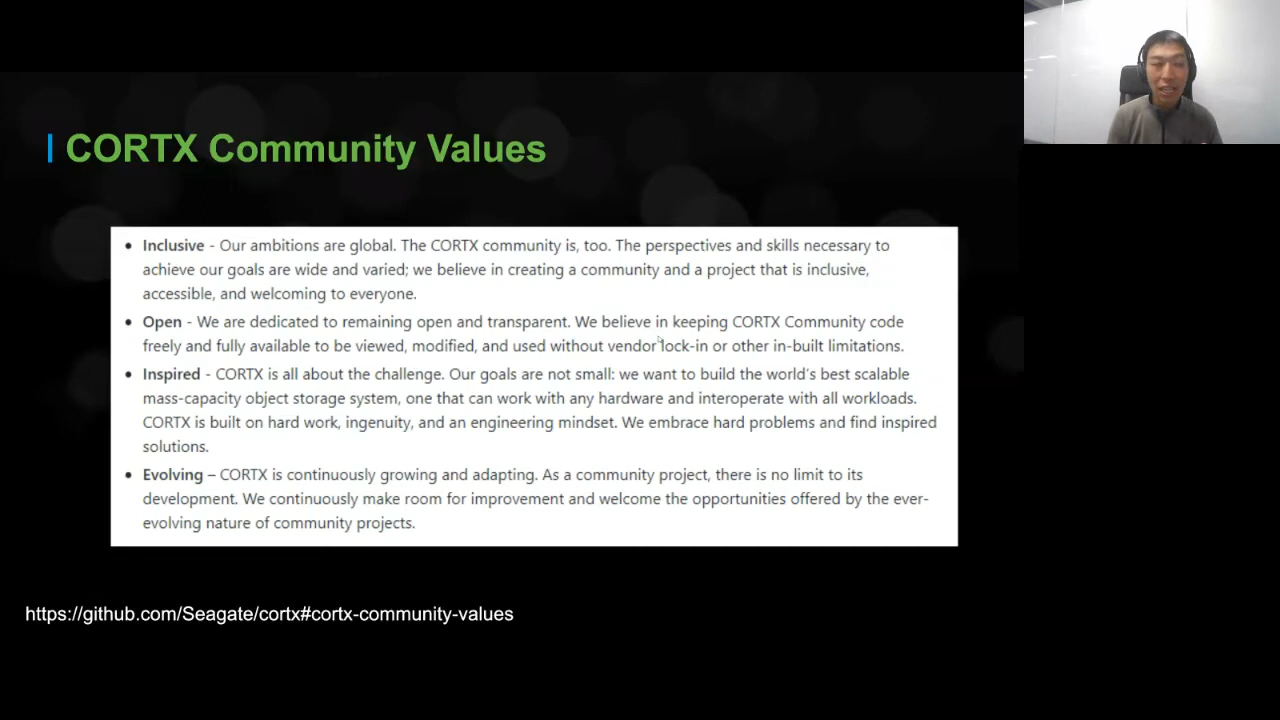 CORTX Community Values
• Inclusive - Our ambitions are global. The CORTX community is, too. The perspectives and skills necessary to
achieve our goals are wide and varied; we believe in creating a community and a project that is inclusive,
accessible, and welcoming to everyone.
• Open - We are dedicated to remaining open and transparent. We believe in keeping CORTX Community code
freely and fully available to be viewed, modified, and used without vendor lock-in or other in-built limitations.
• Inspired - CORTX is all about the challenge. Our goals are not small: we want to build the world's best scalable
mass-capacity object storage system, one that can work with any hardware and interoperate with all workloads.
CORTX is built on hard work, ingenuity, and an engineering mindset. We embrace hard problems and find inspired
solutions.
• Evolving – CORTX is continuously growing and adapting. As a community project, there is no limit to its
development. We continuously make room for improvement and welcome the opportunities offered by the ever-
evolving nature of community projects.
https://github.com/Seagate/cortx#cortx-community-values